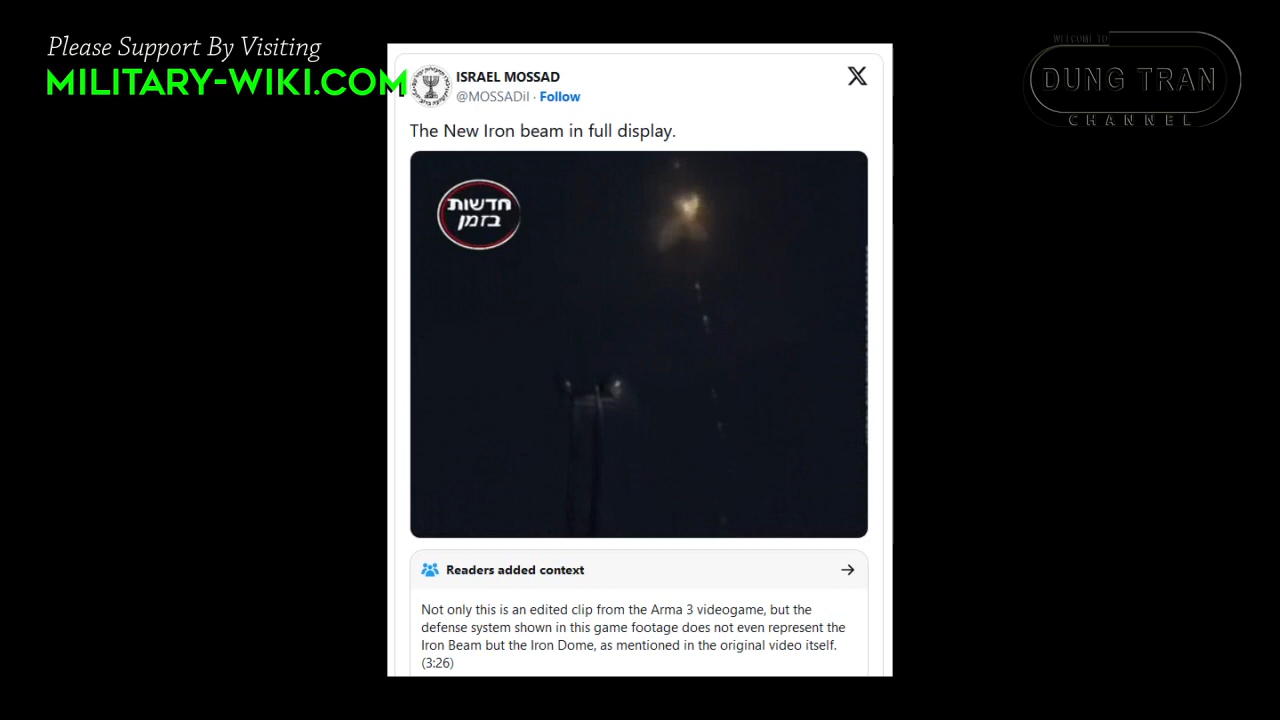 Please Support By Visiting
MILITARY-WIKI.COM
WELCOME TO
DUNG TRAN
CHANNEL
ISRAEL MOSSAD
@MOSSADil · Follow
The New Iron beam in full display.
חדשות
בזמן
Readers added context
Not only this is an edited clip from the Arma 3 videogame, but the
defense system shown in this game footage does not even represent the
Iron Beam but the Iron Dome, as mentioned in the original video itself.
(3:26)